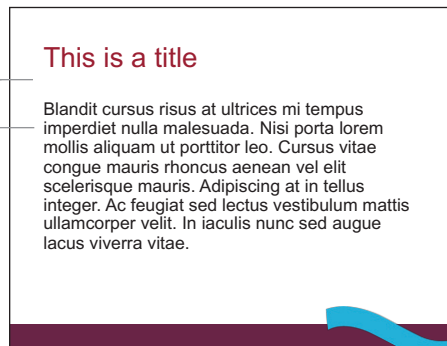 This is a title
Blandit cursus risus at ultrices mi tempus
imperdiet nulla malesuada. Nisi porta lorem
mollis aliquam ut porttitor leo. Cursus vitae
congue mauris rhoncus aenean vel elit
scelerisque mauris. Adipiscing at in tellus
integer. Ac feugiat sed lectus vestibulum mattis
ullamcorper velit. In iaculis nunc sed augue
lacus viverra vitae.